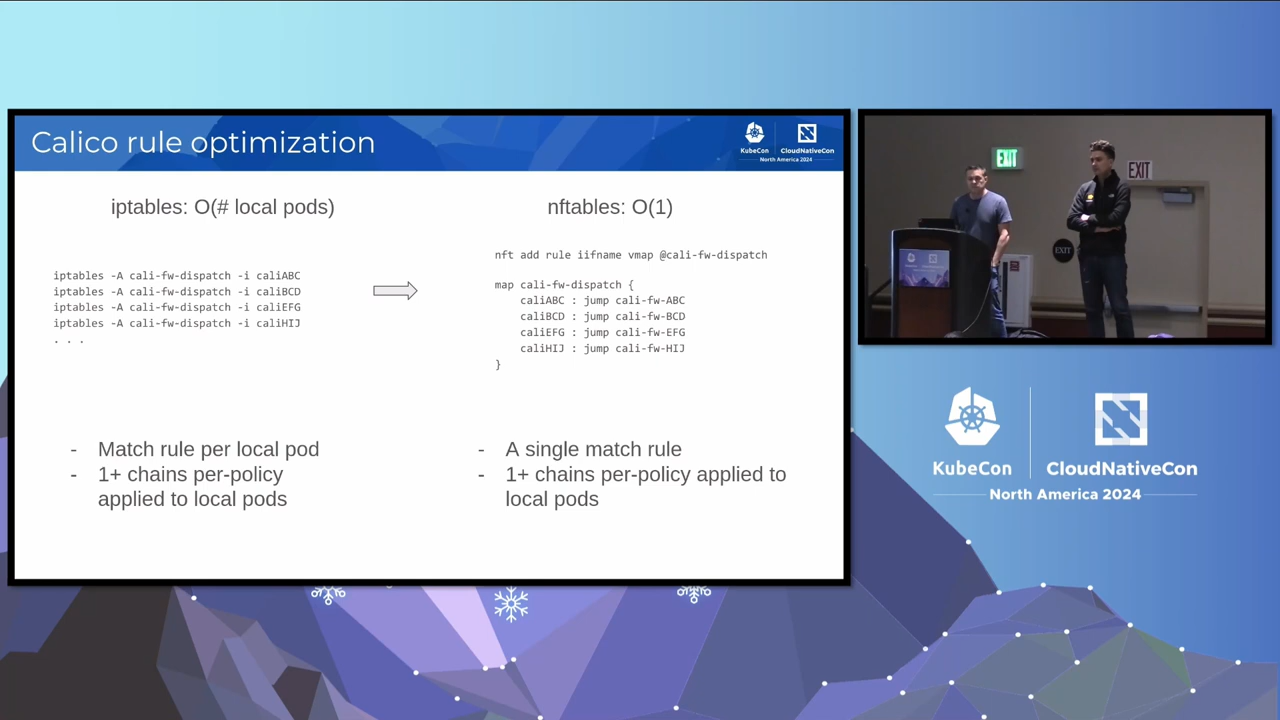 Calico rule optimization
KubeCon
CloudNativeCon
North America 2024
iptables: O(# local pods)
iptables -A cali-fw-dispatch -i caliABC
iptables -A cali-fw-dispatch -i caliBCD
iptables -A cali-fw-dispatch -i caliEFG
iptables -A cali-fw-dispatch -i caliHIJ
. . .
- Match rule per local pod
- 1+ chains per-policy
applied to local pods
nftables: O(1)
nft add rule iifname vmap @cali-fw-dispatch
map cali-fw-dispatch {
caliABC : jump cali-fw-ABC
caliBCD : jump cali-fw-BCD
caliEFG : jump cali-fw-EFG
caliHIJ : jump cali-fw-HIJ
}
- A single match rule
- 1+ chains per-policy applied to
local pods
EXIT
EXIT
EXIT
KubeCon
CloudNativeCon
North America 2024